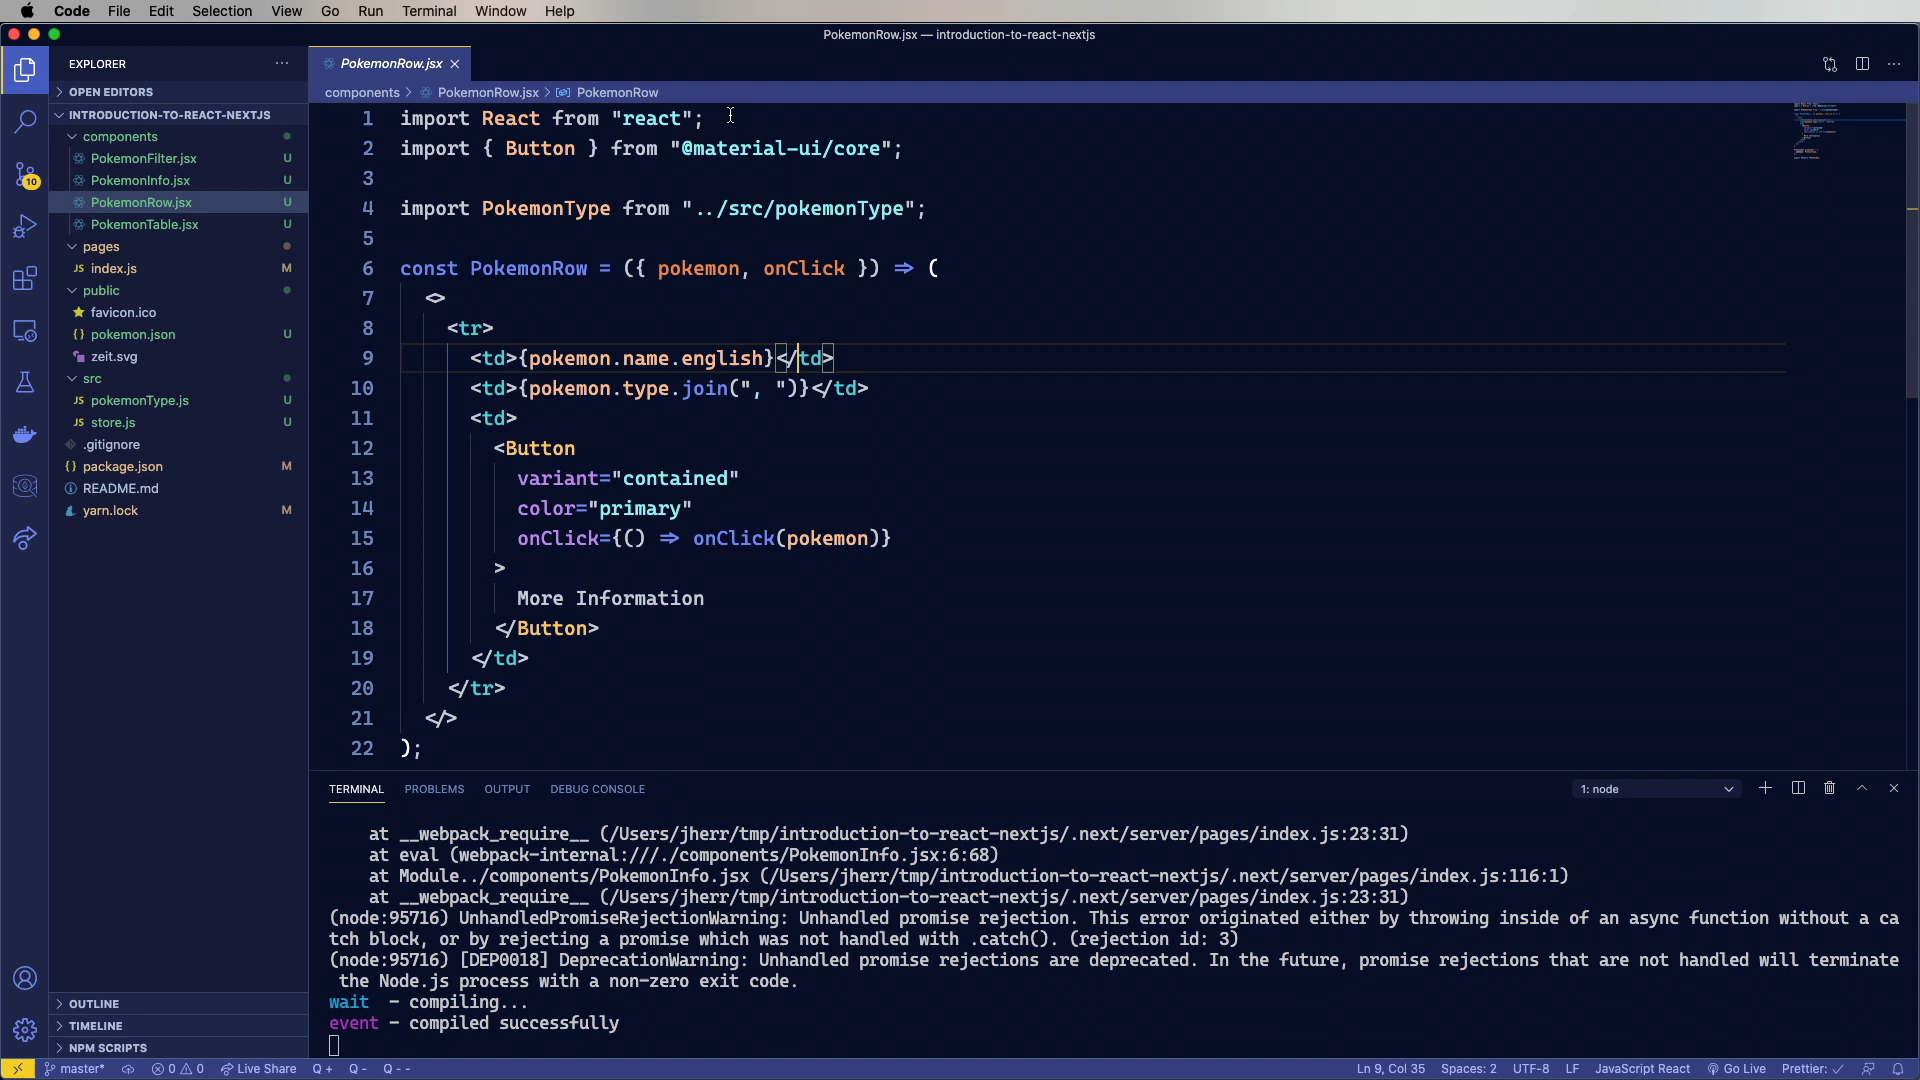 Code File Edit Selection View Go Run Terminal Window Help
PokemonRow.jsx — introduction-to-react-nextjs
EXPLORER
OPEN EDITORS
INTRODUCTION-TO-REACT-NEXTJS
components
PokemonFilter.jsx U
PokemonInfo.jsx U
PokemonRow.jsx U
PokemonTable.jsx U
pages
JS index.js M
public
favicon.ico
{} pokemon.json U
zeit.svg
src
JS pokemonType.js U
JS store.js U
.gitignore
{} package.json M
README.md
yarn.lock M
OUTLINE
TIMELINE
NPM SCRIPTS
10
PokemonRow.jsx
components > PokemonRow.jsx > PokemonRow
1 import React from "react";
2 import { Button } from "@material-ui/core";
3
4 import PokemonType from "../src/pokemonType";
5
6 const PokemonRow = ({ pokemon, onClick }) => (
7 <>
8 <tr>
9 <td>{pokemon.name.english}</td>
10 <td>{pokemon.type.join(", ")}</td>
11 <td>
12 <Button
13 variant="contained"
14 color="primary"
15 onClick={() => onClick(pokemon)}
16 >
17 More Information
18 </Button>
19 </td>
20 </tr>
21 </>
22 );
TERMINAL PROBLEMS OUTPUT DEBUG CONSOLE 1: node
at __webpack_require__ (/Users/jherr/tmp/introduction-to-react-nextjs/.next/server/pages/index.js:23:31)
at eval (webpack-internal:///./components/PokemonInfo.jsx:6:68)
at Module../components/PokemonInfo.jsx (/Users/jherr/tmp/introduction-to-react-nextjs/.next/server/pages/index.js:116:1)
at __webpack_require__ (/Users/jherr/tmp/introduction-to-react-nextjs/.next/server/pages/index.js:23:31)
(node:95716) UnhandledPromiseRejectionWarning: Unhandled promise rejection. This error originated either by throwing inside of an async function without a ca
tch block, or by rejecting a promise which was not handled with .catch(). (rejection id: 3)
(node:95716) [DEP0018] DeprecationWarning: Unhandled promise rejections are deprecated. In the future, promise rejections that are not handled will terminate
the Node.js process with a non-zero exit code.
wait - compiling...
event - compiled successfully
master* 0 0 Live Share Q + Q - Q - - Ln 9, Col 35 Spaces: 2 UTF-8 LF JavaScript React Go Live Prettier: ✓